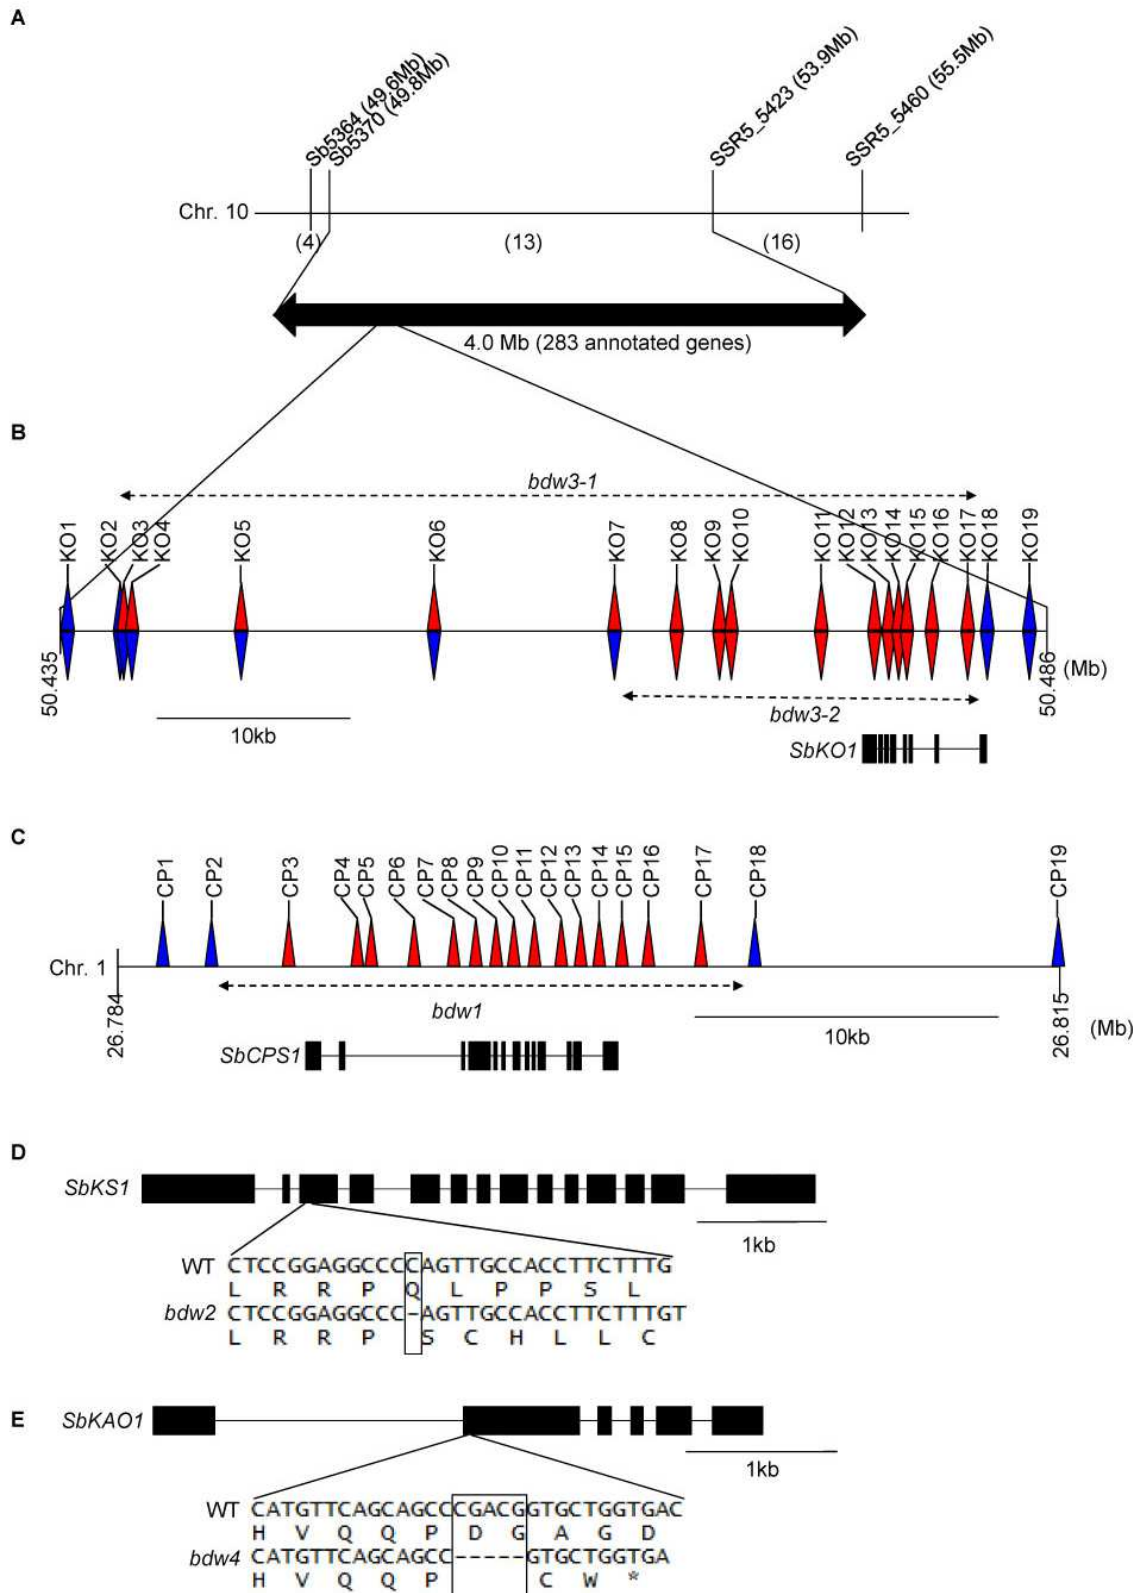 A
Sb5364 (49.6Mb)
Sb5370 (49.8Mb)
SSR5_5423 (53.9Mb)
SSR5_5460 (55.5Mb)
Chr. 10
(4)
(13)
(16)
4.0 Mb (283 annotated genes)
B
bdw3-1
KO1
KO2
KO3
KO4
KO5
KO6
KO7
KO8
KO9
KO10
KO11
KO12
KO13
KO14
KO15
KO16
KO17
KO18
KO19
50.435
50.486
(Mb)
10kb
bdw3-2
SbKO1
C
CP1
CP2
CP3
CP4
CP5
CP6
CP7
CP8
CP9
CP10
CP11
CP12
CP13
CP14
CP15
CP16
CP17
CP18
CP19
Chr. 1
26.784
26.815
(Mb)
bdw1
10kb
SbCPS1
D
SbKS1
1kb
WT CTCCGGAGGCCCCAGTTGCCACCTTCTTTG
L R R P Q L P P S L
bdw2 CTCCGGAGGCCC-AGTTGCCACCTTCTTTGT
L R R P S C H L L C
E
SbKAO1
1kb
WT CATGTTCAGCAGCCCGACGGTGCTGGTGAC
H V Q Q P D G A G D
bdw4 CATGTTCAGCAGCC-----GTGCTGGTGA
H V Q Q P C W *